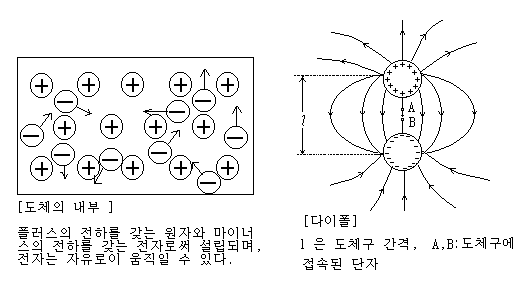 [도체의 내부 ]
플러스의 전하를 갖는 원자와 마이너
스의 전하를 갖는 전자로써 설립되며,
전자는 자유로이 움직일 수 있다.
l
A
B
[다이폴]
l 은 도체구 간격, A,B:도체구에
접속된 단자